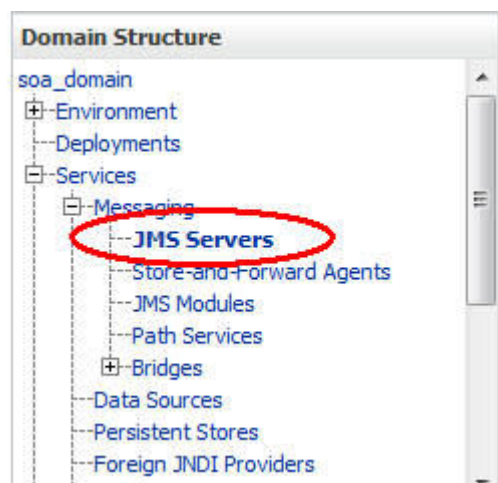 Domain Structure
soa_domain
Environment
Deployments
Services
Messaging
JMS Servers
Store-and-Forward Agents
JMS Modules
Path Services
Bridges
Data Sources
Persistent Stores
Foreign JNDI Providers